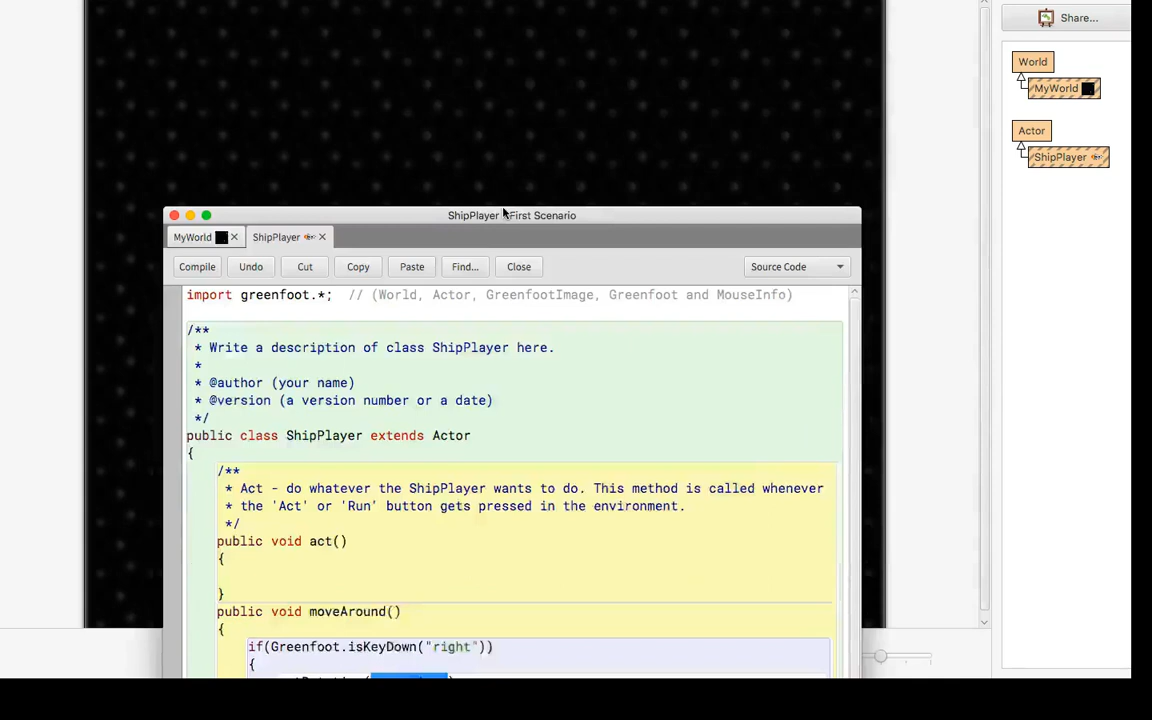 Share...
World
MyWorld
Actor
ShipPlayer
ShipPlayer - First Scenario
MyWorld
ShipPlayer
Compile
Undo
Cut
Copy
Paste
Find...
Close
Source Code
import greenfoot.*;  // (World, Actor, GreenfootImage, Greenfoot and MouseInfo)
/**
 * Write a description of class ShipPlayer here.
 *
 * @author (your name)
 * @version (a version number or a date)
 */
public class ShipPlayer extends Actor
{
/**
 * Act - do whatever the ShipPlayer wants to do. This method is called whenever
 * the 'Act' or 'Run' button gets pressed in the environment.
 */
public void act()
{
}
public void moveAround()
{
if(Greenfoot.isKeyDown("right"))
{